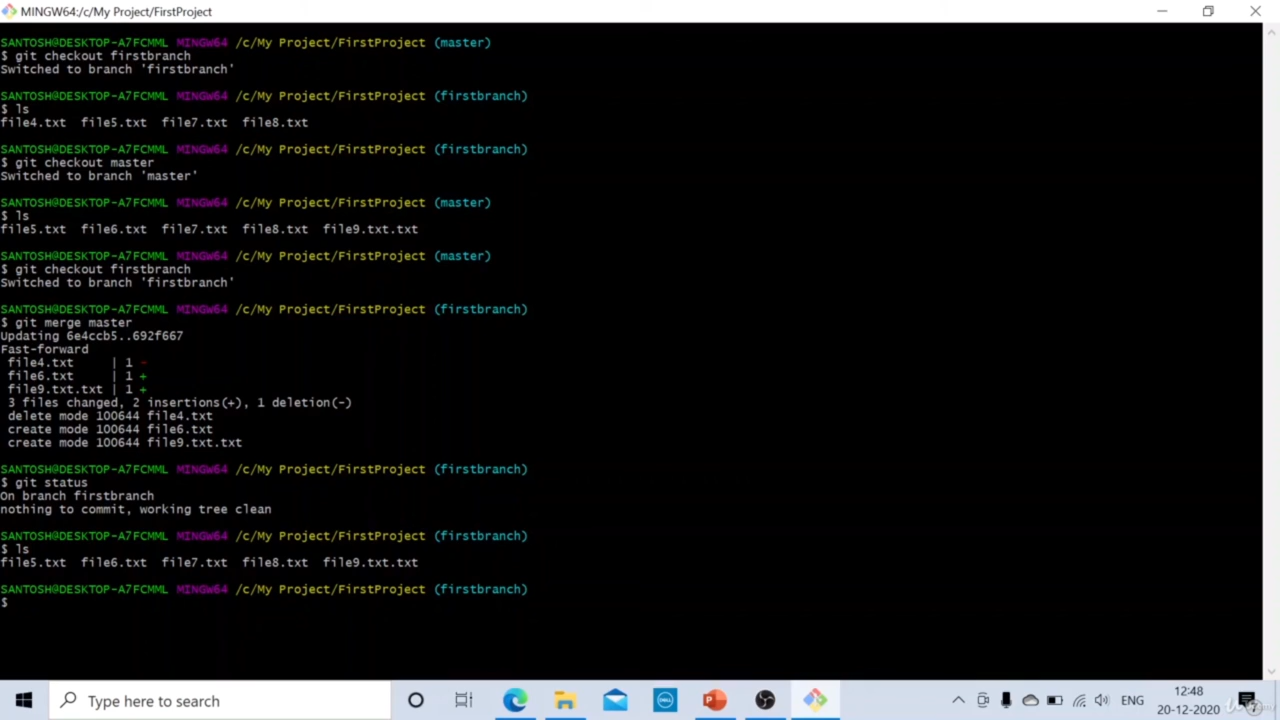 MINGW64:/c/My Project/FirstProject
SANTOSH@DESKTOP-A7FCMML MINGW64 /c/My Project/FirstProject (master)
$ git checkout firstbranch
Switched to branch 'firstbranch'
SANTOSH@DESKTOP-A7FCMML MINGW64 /c/My Project/FirstProject (firstbranch)
$ ls
file4.txt  file5.txt  file7.txt  file8.txt
SANTOSH@DESKTOP-A7FCMML MINGW64 /c/My Project/FirstProject (firstbranch)
$ git checkout master
Switched to branch 'master'
SANTOSH@DESKTOP-A7FCMML MINGW64 /c/My Project/FirstProject (master)
$ ls
file5.txt  file6.txt  file7.txt  file8.txt  file9.txt.txt
SANTOSH@DESKTOP-A7FCMML MINGW64 /c/My Project/FirstProject (master)
$ git checkout firstbranch
Switched to branch 'firstbranch'
SANTOSH@DESKTOP-A7FCMML MINGW64 /c/My Project/FirstProject (firstbranch)
$ git merge master
Updating 6e4ccb5..692f667
Fast-forward
file4.txt     | 1 -
file6.txt     | 1 +
file9.txt.txt | 1 +
3 files changed, 2 insertions(+), 1 deletion(-)
delete mode 100644 file4.txt
create mode 100644 file6.txt
create mode 100644 file9.txt.txt
SANTOSH@DESKTOP-A7FCMML MINGW64 /c/My Project/FirstProject (firstbranch)
$ git status
On branch firstbranch
nothing to commit, working tree clean
SANTOSH@DESKTOP-A7FCMML MINGW64 /c/My Project/FirstProject (firstbranch)
$ ls
file5.txt  file6.txt  file7.txt  file8.txt  file9.txt.txt
SANTOSH@DESKTOP-A7FCMML MINGW64 /c/My Project/FirstProject (firstbranch)
$
Type here to search
DELL
ENG
12:48
20-12-2020